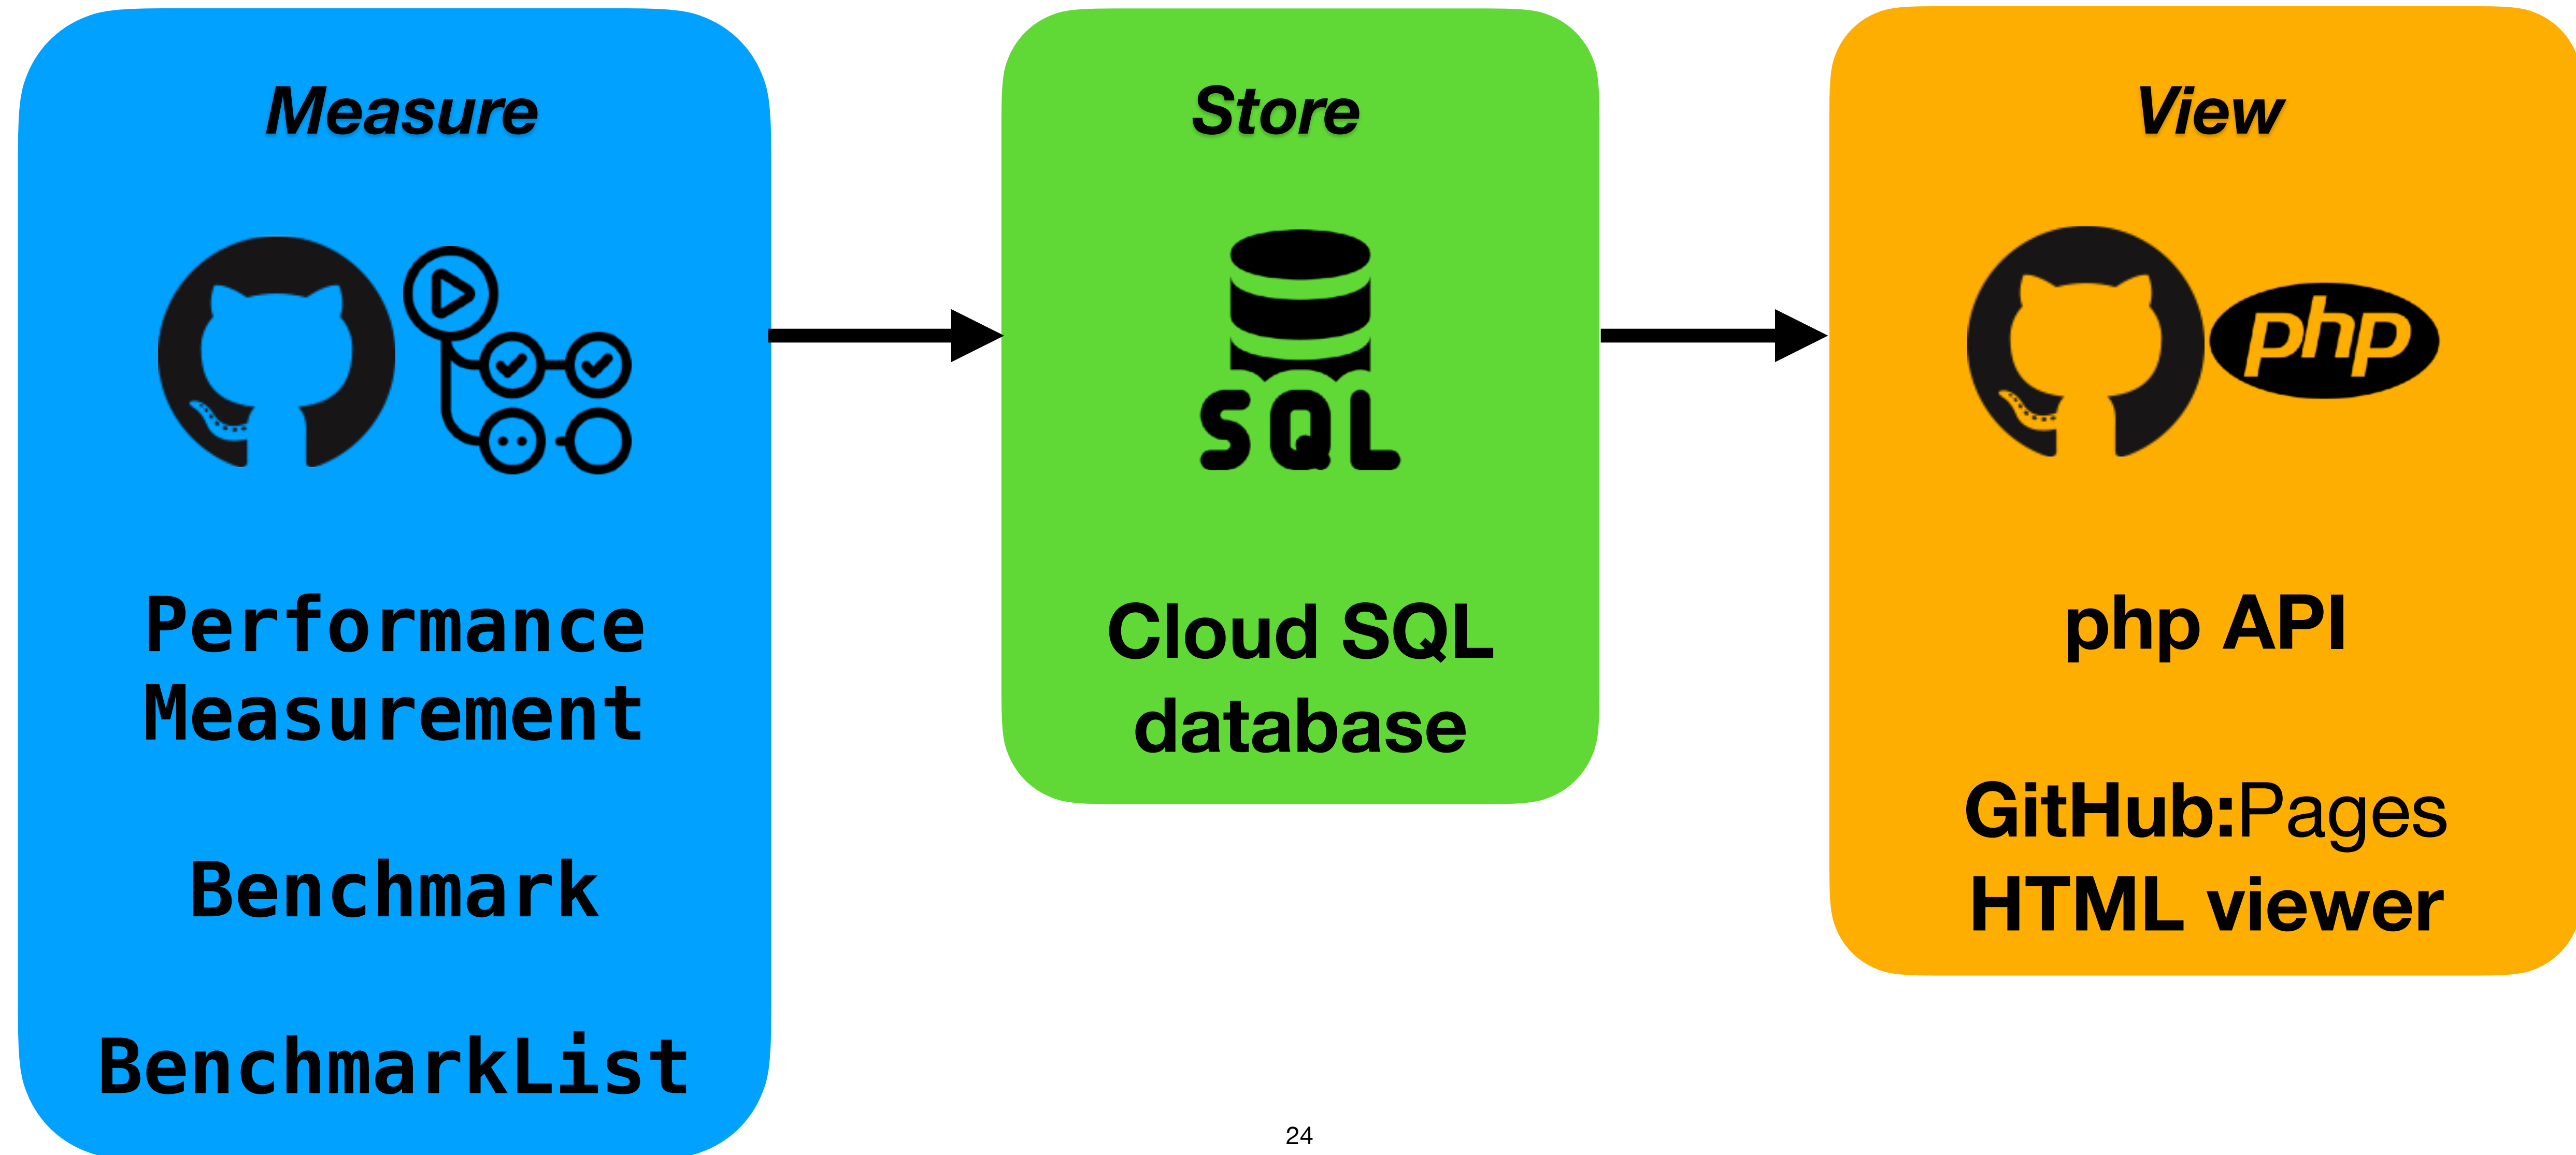 Measure
Performance
Measurement
Benchmark
BenchmarkList
Store
SQL
Cloud SQL
database
View
php
php API
GitHub:Pages
HTML viewer
24